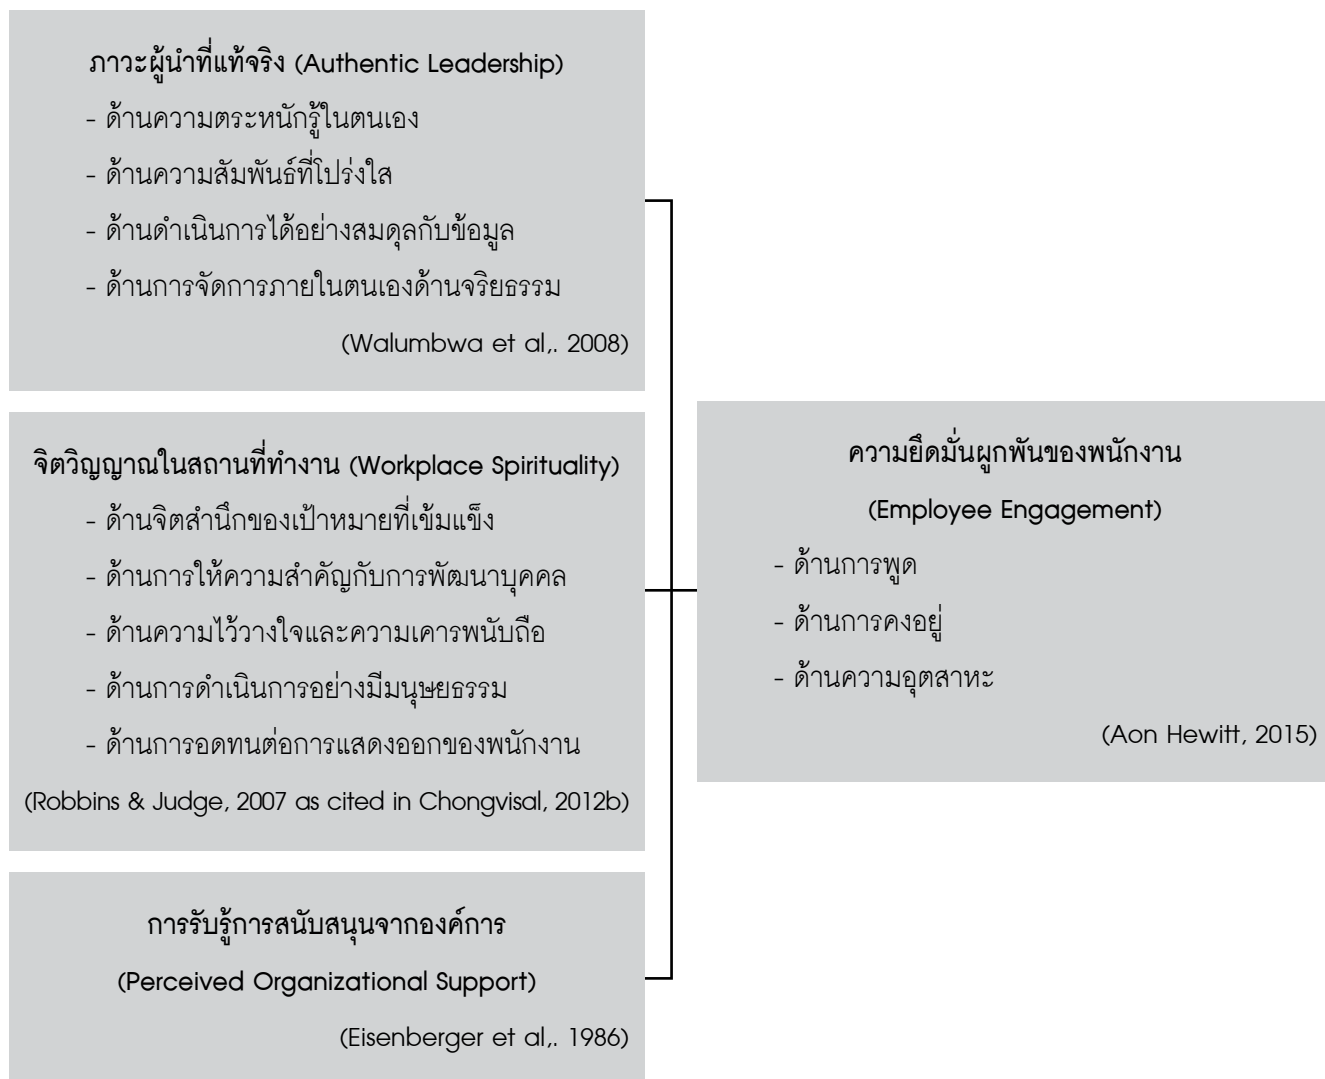 ภาวะผู้นำที่แท้จริง (Authentic Leadership)
- ด้านความตระหนักรู้ในตนเอง
- ด้านความสัมพันธ์ที่โปร่งใส
- ด้านดำเนินการได้อย่างสมดุลกับข้อมูล
- ด้านการจัดการภายในตนเองด้านจริยธรรม
(Walumbwa et al,. 2008)
จิตวิญญาณในสถานที่ทำงาน (Workplace Spirituality)
- ด้านจิตสำนึกของเป้าหมายที่เข้มแข็ง
- ด้านการให้ความสำคัญกับการพัฒนาบุคคล
- ด้านความไว้วางใจและความเคารพนับถือ
- ด้านการดำเนินการอย่างมีมนุษยธรรม
- ด้านการอดทนต่อการแสดงออกของพนักงาน
(Robbins & Judge, 2007 as cited in Chongvisal, 2012b)
การรับรู้การสนับสนุนจากองค์การ
(Perceived Organizational Support)
(Eisenberger et al,. 1986)
ความยึดมั่นผูกพันของพนักงาน
(Employee Engagement)
- ด้านการพูด
- ด้านการคงอยู่
- ด้านความอุตสาหะ
(Aon Hewitt, 2015)